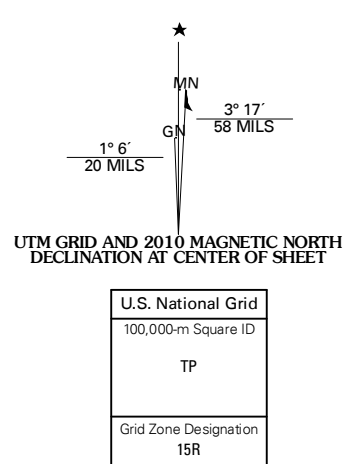 ★
MN
3° 17´
58 MILS
GN
1° 6´
20 MILS
UTM GRID AND 2010 MAGNETIC NORTH
DECLINATION AT CENTER OF SHEET
U.S. National Grid
100,000-m Square ID
TP
Grid Zone Designation
15R